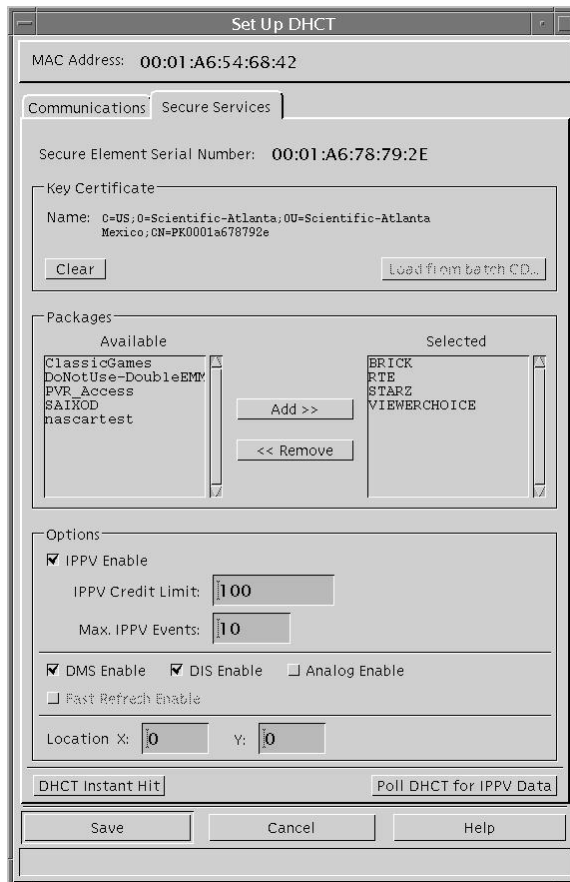 Set Up DHCT
MAC Address: 00:01:A6:54:68:42
Communications Secure Services
Secure Element Serial Number: 00:01:A6:78:79:2E
Key Certificate
Name: C=US;O=Scientific-Atlanta;OU=Scientific-Atlanta
Mexico;CN=PK0001a678792e
Clear Load from batch CD...
Packages
Available Selected
ClassicGames BRICK
DoNotUse-DoubleEMM RTE
PVR_Access STARZ
SAIXOD VIEWERCHOICE
nascartest
Add >>
<< Remove
Options
IPPV Enable
IPPV Credit Limit: 100
Max. IPPV Events: 10
DMS Enable DIS Enable Analog Enable
Fast Refresh Enable
Location X: 0 Y: 0
DHCT Instant Hit Poll DHCT for IPPV Data
Save Cancel Help